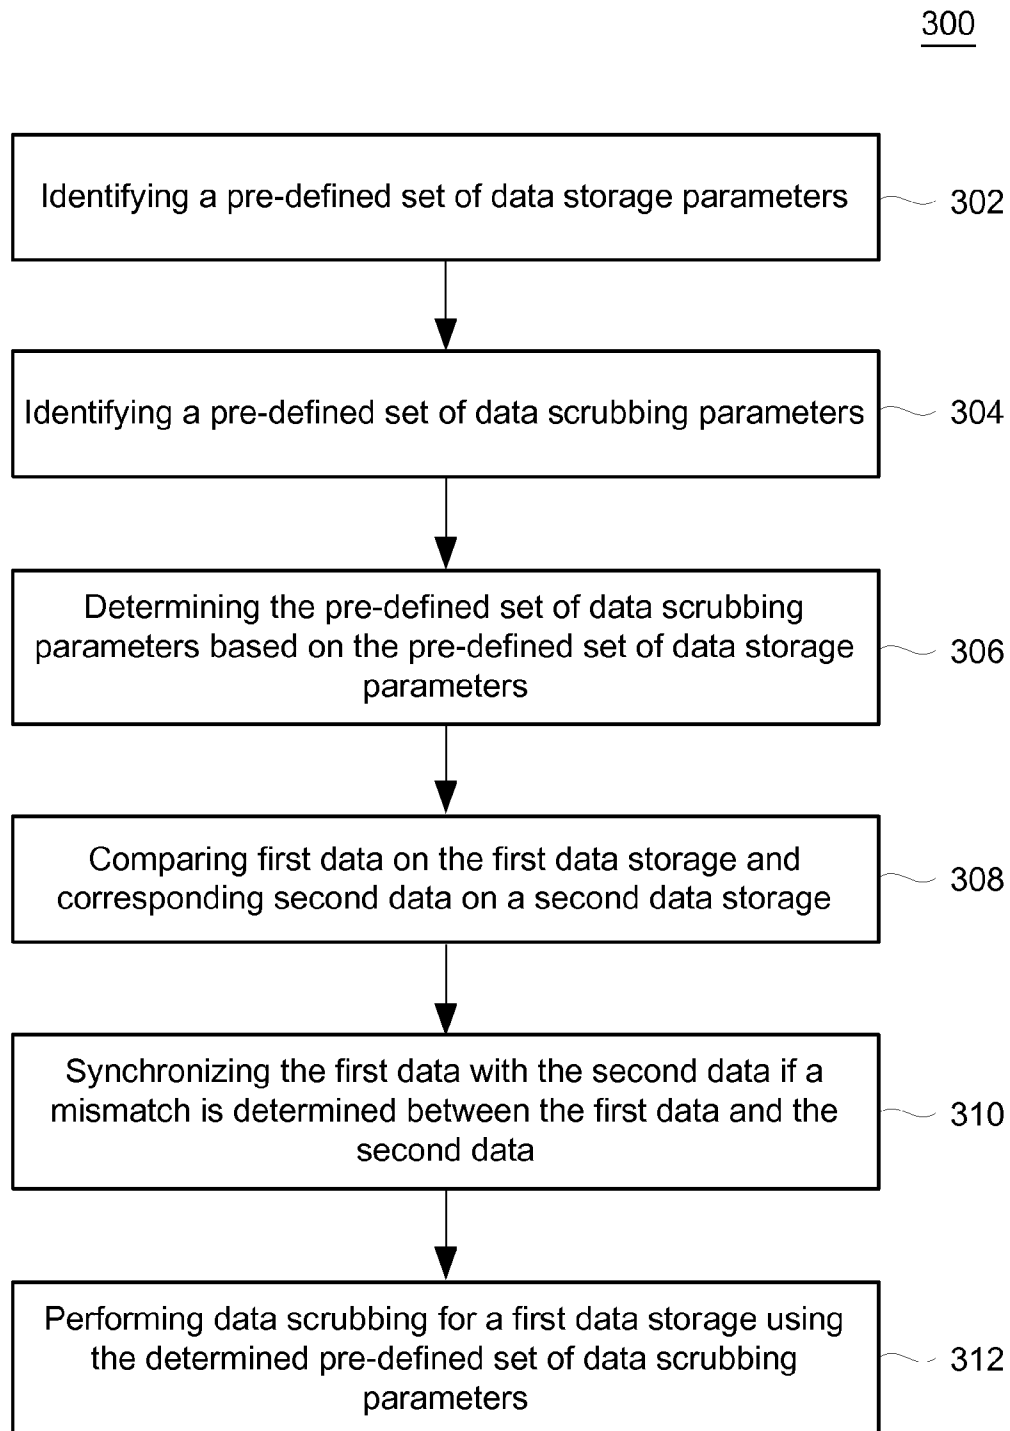 300
Identifying a pre-defined set of data storage parameters
302
Identifying a pre-defined set of data scrubbing parameters
304
Determining the pre-defined set of data scrubbing
parameters based on the pre-defined set of data storage
parameters
306
Comparing first data on the first data storage and
corresponding second data on a second data storage
308
Synchronizing the first data with the second data if a
mismatch is determined between the first data and the
second data
310
Performing data scrubbing for a first data storage using
the determined pre-defined set of data scrubbing
parameters
312